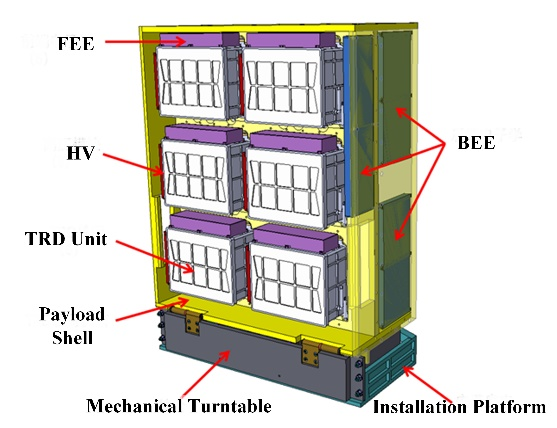 FEE
HV
BEE
TRD Unit
Payload
Shell
Mechanical Turntable
Installation Platform